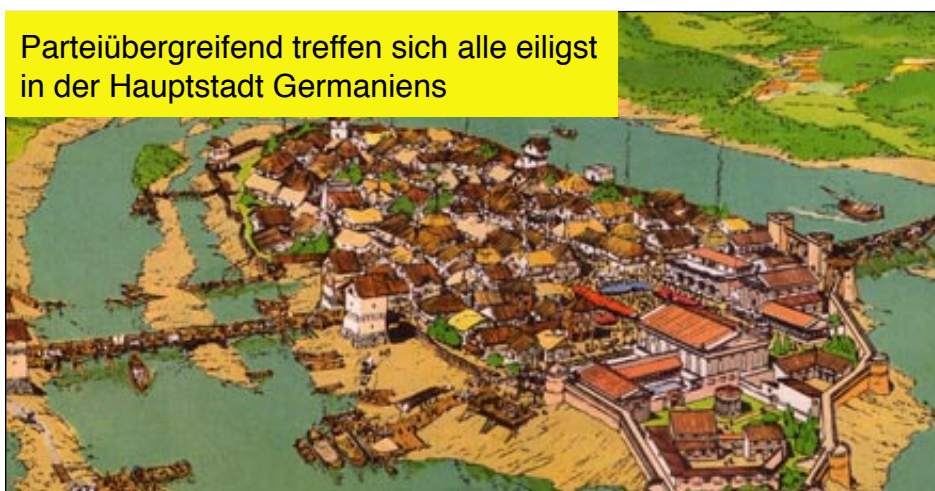 Parteiübergreifend treffen sich alle eiligst
in der Hauptstadt Germaniens